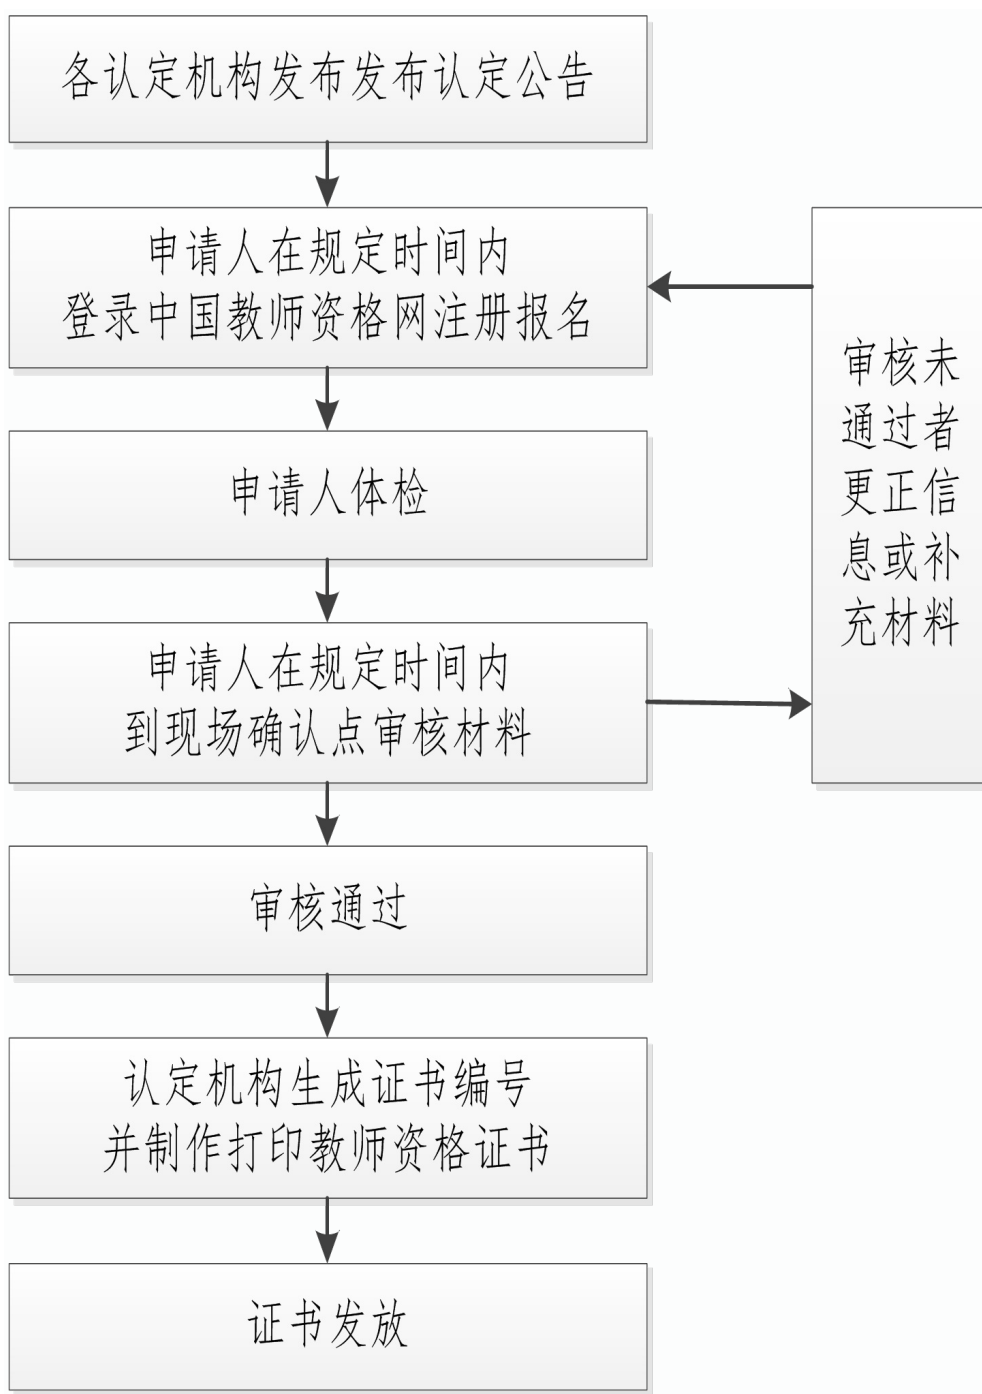 各认定机构发布发布认定公告
申请人在规定时间内
登录中国教师资格网注册报名
申请人体检
申请人在规定时间内
到现场确认点审核材料
审核未
通过者
更正信
息或补
充材料
审核通过
认定机构生成证书编号
并制作打印教师资格证书
证书发放